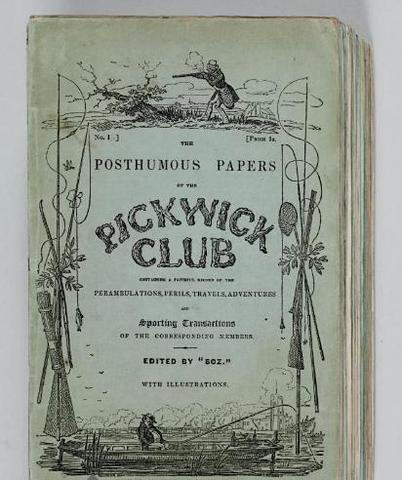 No. I.]
[Price 1s.
THE
POSTHUMOUS PAPERS
OF THE
PICKWICK
CLUB
CONTAINING A FAITHFUL RECORD OF THE
PERAMBULATIONS, PERILS, TRAVELS, ADVENTURES
AND
Sporting Transactions
OF THE CORRESPONDING MEMBERS.
EDITED BY "BOZ."
WITH ILLUSTRATIONS.